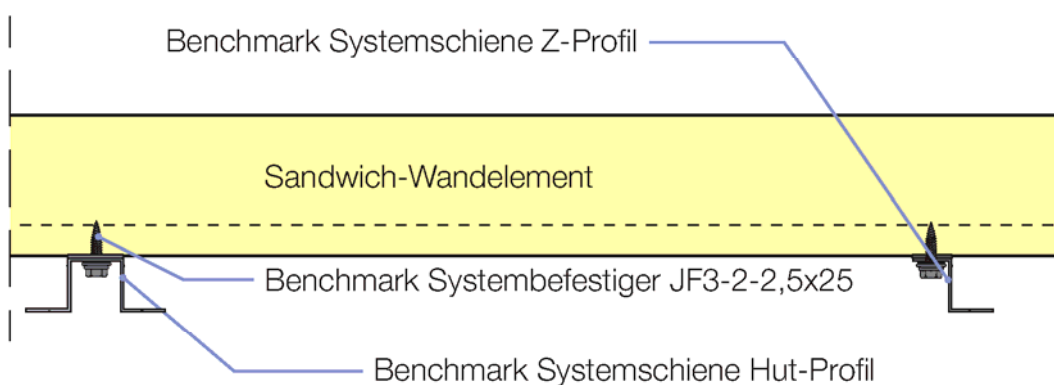 Benchmark Systemschiene Z-Profil
Sandwich-Wandelement
Benchmark Systembefestiger JF3-2-2,5x25
Benchmark Systemschiene Hut-Profil